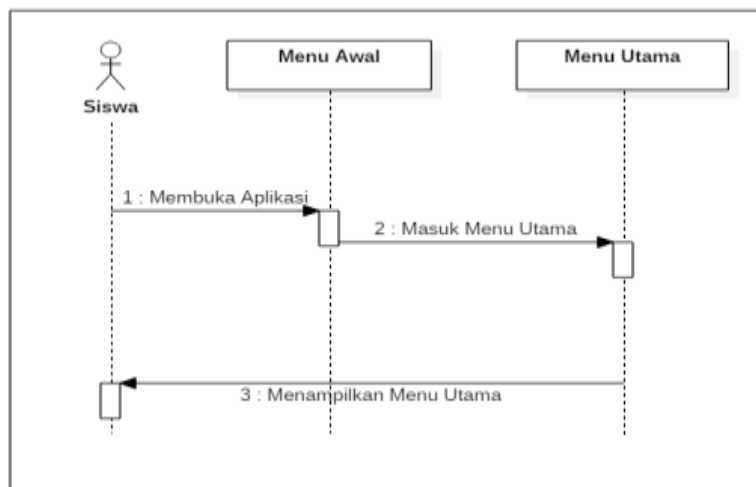 Menu Awal
Menu Utama
Siswa
1 : Membuka Aplikasi
2 : Masuk Menu Utama
3 : Menampilkan Menu Utama